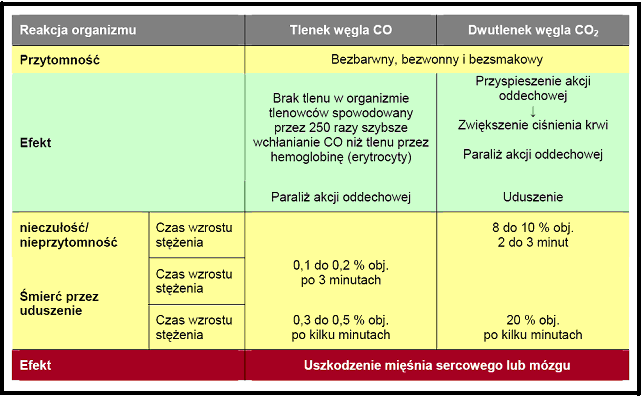 Reakcja organizmu
Tlenek węgla CO
Dwutlenek węgla CO₂
Przytomność
Bezbarwny, bezwonny i bezsmakowy
Efekt
Brak tlenu w organizmie
tlenowców spowodowany
przez 250 razy szybsze
wchłanianie CO niż tlenu przez
hemoglobinę (erytrocyty)
Paraliż akcji oddechowej
Przyspieszenie akcji
oddechowej
↓
Zwiększenie ciśnienia krwi
Paraliż akcji oddechowej
Uduszenie
nieczułość/
nieprzytomność
Czas wzrostu
stężenia
8 do 10 % obj.
2 do 3 minut
Czas wzrostu
stężenia
0,1 do 0,2 % obj.
po 3 minutach
Śmierć przez
uduszenie
Czas wzrostu
stężenia
0,3 do 0,5 % obj.
po kilku minutach
20 % obj.
po kilku minutach
Efekt
Uszkodzenie mięśnia sercowego lub mózgu